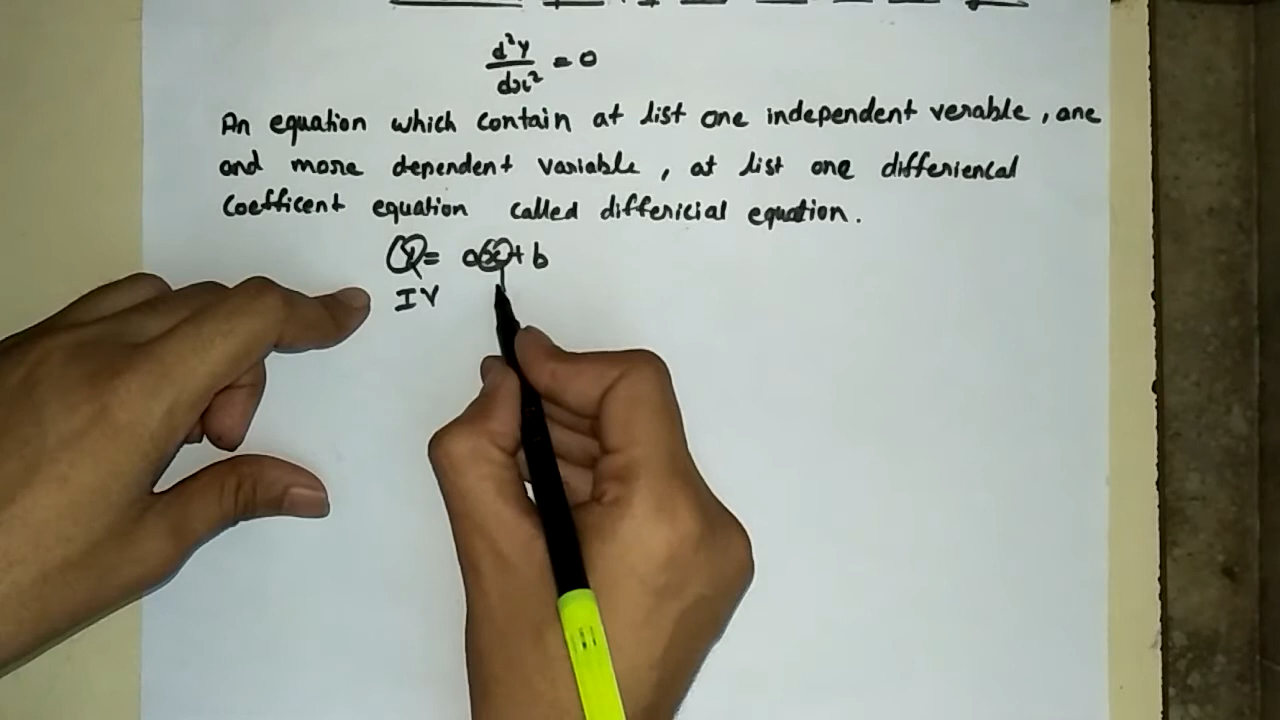 d²y/dx² = 0
An equation which contain at list one independent verable, one
and more dependent variable, at list one differiencal
Coefficent equation called differicial equation.
y = ax + b
IV